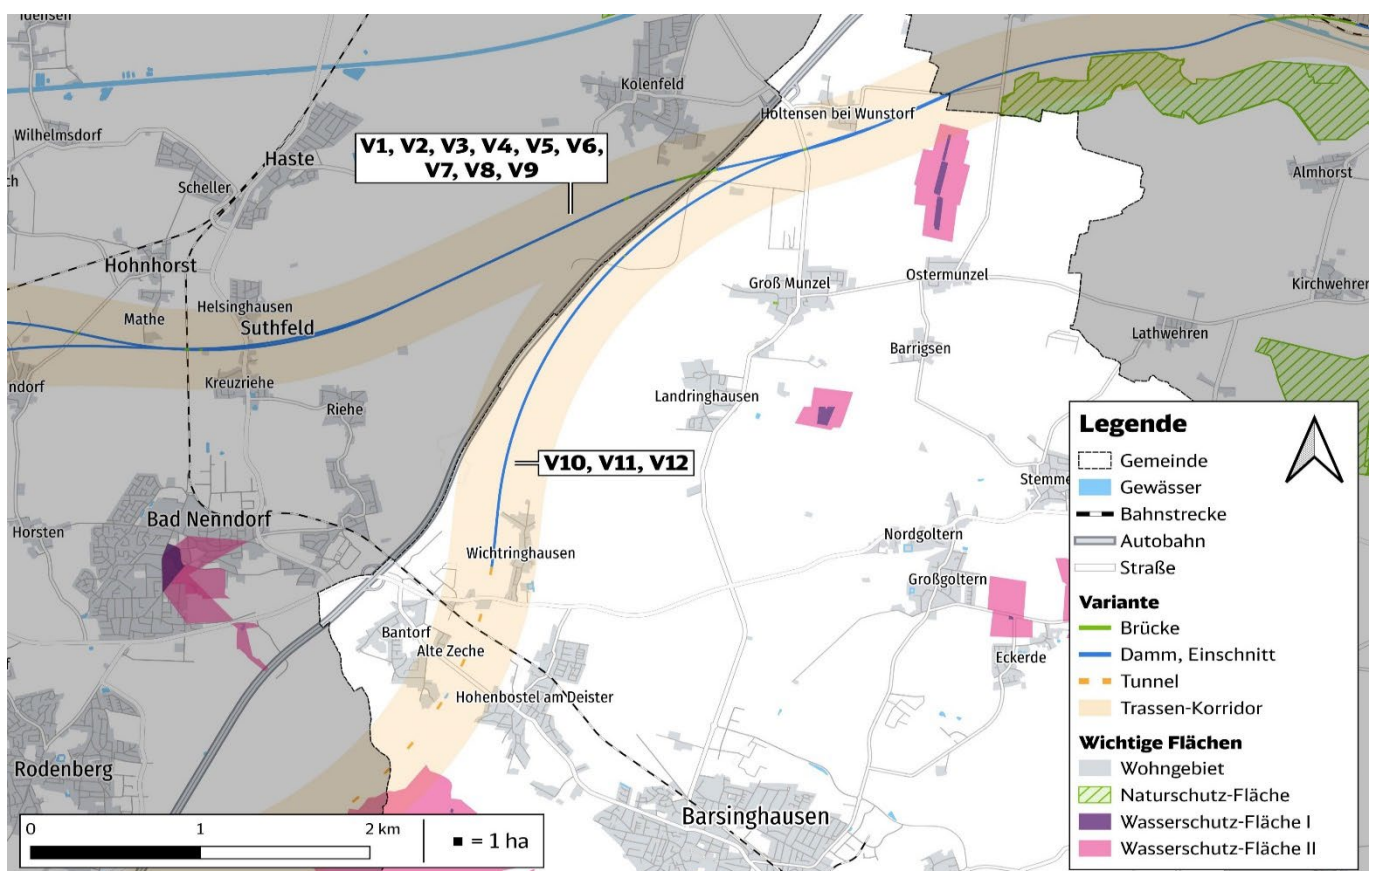 Idensen
Kolenfeld
Holtensen bei Wunstorf
Wilhelmsdorf
Haste
V1, V2, V3, V4, V5, V6,
V7, V8, V9
Scheller
Almhorst
ch
Hohnhorst
Ostermunzel
Groß Munzel
Kirchwehrer
Helsinghausen
Mathe
Suthfeld
Lathwehren
Barrigsen
ndorf
Kreuzriehe
Riehe
Landringhausen
V10, V11, V12
Stemme
Bad Nenndorf
Horsten
Nordgoltern
Wichtringhausen
Großgoltern
Bantorf
Alte Zeche
Eckerde
f
Hohenbostel am Deister
Rodenberg
Barsinghausen
0 1 2 km
= 1 ha
Legende
Gemeinde
Gewässer
Bahnstrecke
Autobahn
Straße
Variante
Brücke
Damm, Einschnitt
Tunnel
Trassen-Korridor
Wichtige Flächen
Wohngebiet
Naturschutz-Fläche
Wasserschutz-Fläche I
Wasserschutz-Fläche II